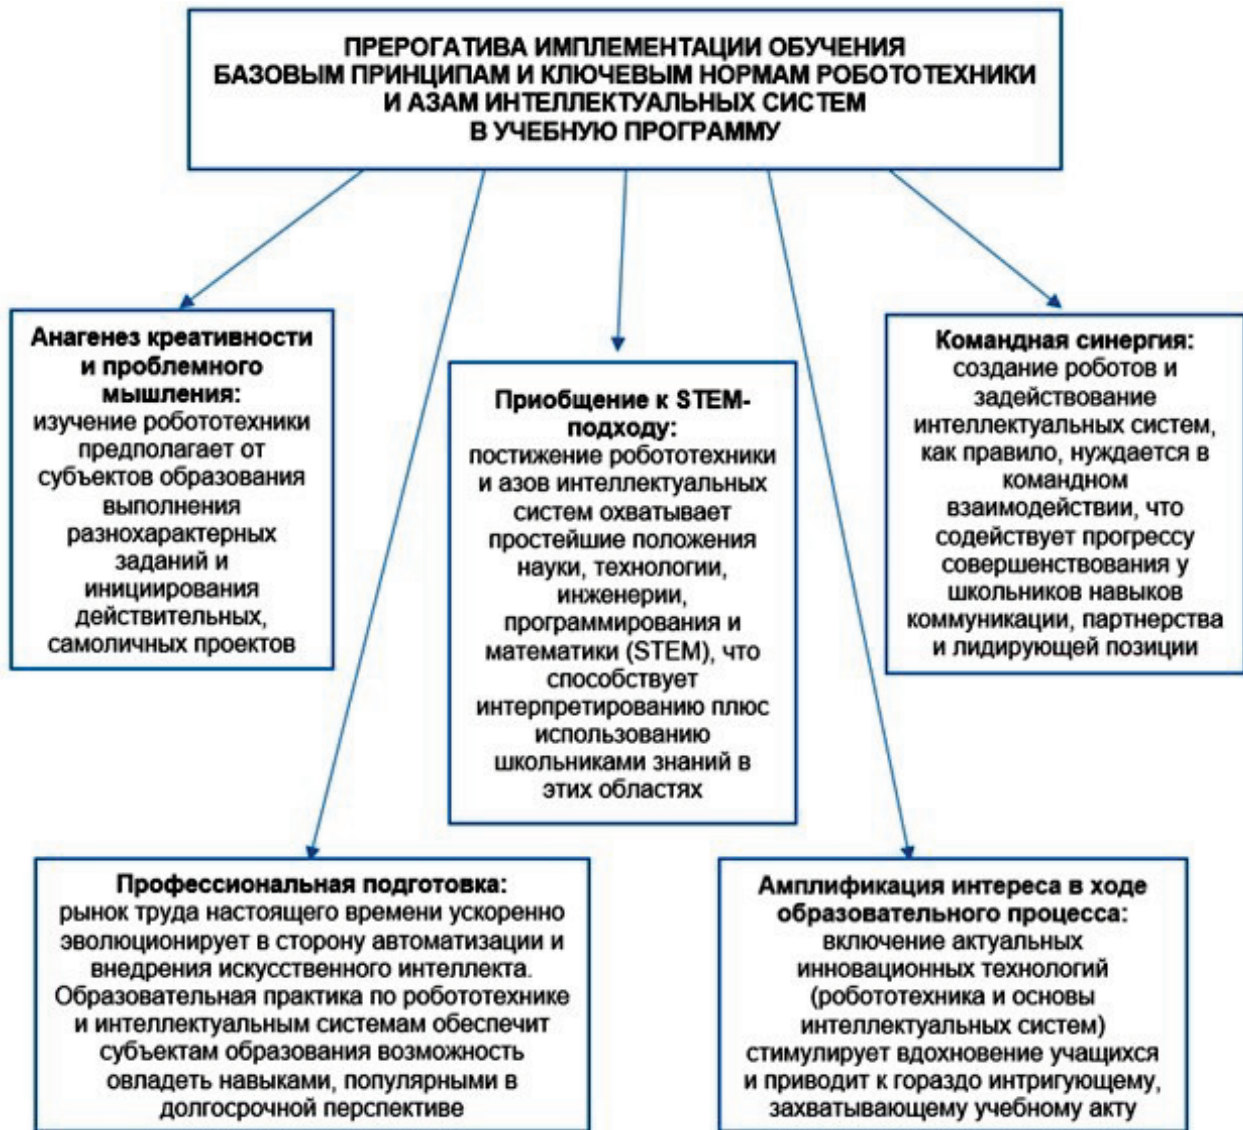 ПРЕРОГАТИВА ИМПЛЕМЕНТАЦИИ ОБУЧЕНИЯ
БАЗОВЫМ ПРИНЦИПАМ И КЛЮЧЕВЫМ НОРМАМ РОБОТОТЕХНИКИ
И АЗАМ ИНТЕЛЛЕКТУАЛЬНЫХ СИСТЕМ
В УЧЕБНУЮ ПРОГРАММУ
Анагенез креативности
и проблемного
мышления:
изучение робототехники
предполагает от
субъектов образования
выполнения
разнохарактерных
заданий и
инициирования
действительных,
самоличных проектов
Приобщение к STEM-
подходу:
постижение робототехники
и азов интеллектуальных
систем охватывает
простейшие положения
науки, технологии,
инженерии,
программирования и
математики (STEM), что
способствует
интерпретированию плюс
использованию
школьниками знаний в
этих областях
Командная синергия:
создание роботов и
задействование
интеллектуальных систем,
как правило, нуждается в
командном
взаимодействии, что
содействует прогрессу
совершенствования у
школьников навыков
коммуникации, партнерства
и лидирующей позиции
Профессиональная подготовка:
рынок труда настоящего времени ускоренно
эволюционирует в сторону автоматизации и
внедрения искусственного интеллекта.
Образовательная практика по робототехнике
и интеллектуальным системам обеспечит
субъектам образования возможность
овладеть навыками, популярными в
долгосрочной перспективе
Амплификация интереса в ходе
образовательного процесса:
включение актуальных
инновационных технологий
(робототехника и основы
интеллектуальных систем)
стимулирует вдохновение учащихся
и приводит к гораздо интригующему,
захватывающему учебному акту